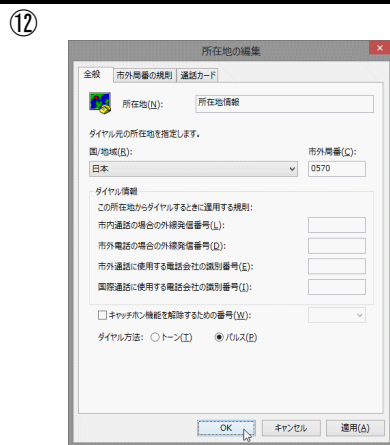 ⑫
所在地の編集
全般 市外局番の規則 通話カード
所在地(N): 所在地情報
ダイヤル元の所在地を指定します。
国/地域(R): 市外局番(C):
日本 0570
ダイヤル情報
この所在地からダイヤルするときに適用する規則:
市内通話の場合の外線発信番号(L):
市外電話の場合の外線発信番号(D):
市外通話に使用する電話会社の識別番号(E):
国際通話に使用する電話会社の識別番号(I):
キャッチホン機能を解除するための番号(W):
ダイヤル方法: トーン(T) パルス(P)
OK キャンセル 適用(A)